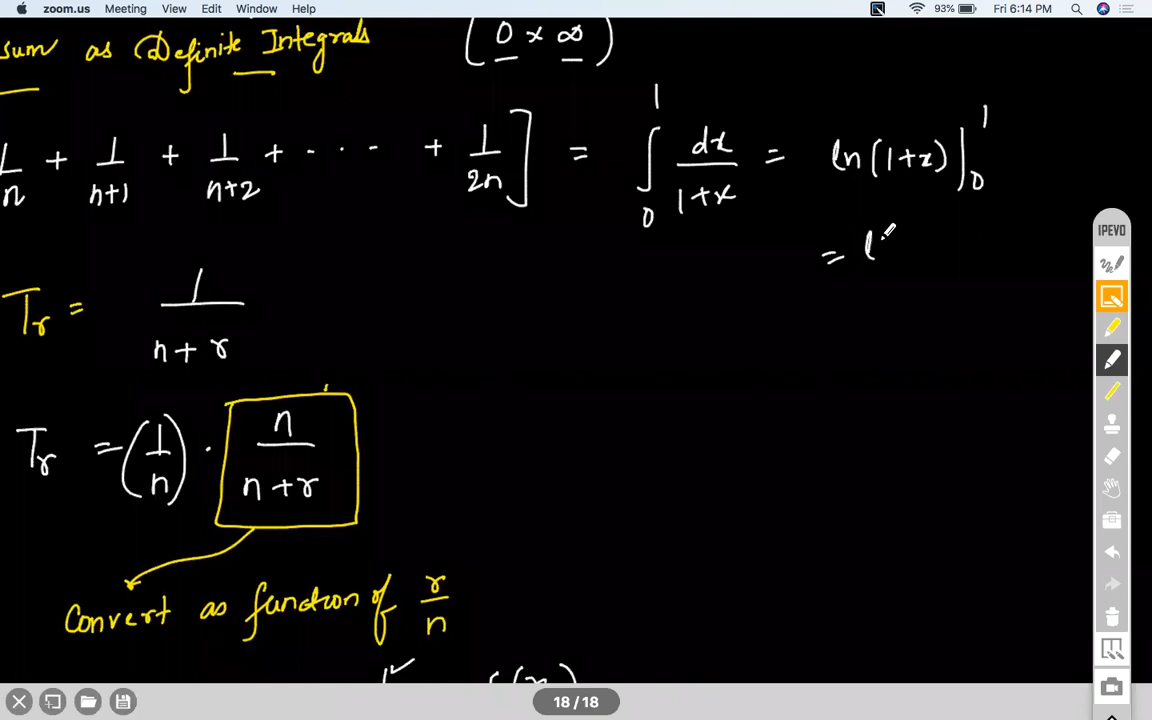 zoom.us Meeting View Edit Window Help 93% Fri 6:14 PM
sum as Definite Integrals (0 × ∞)
1/n + 1/n+1 + 1/n+2 + - . . - + 1/2n ] = ∫₀¹ dx/1+x = ln(1+x)|₀¹
= l
IPEVO
Tr = 1/n+r
Tr = (1/n) . n/n+r
Convert as function of r/n
18 / 18